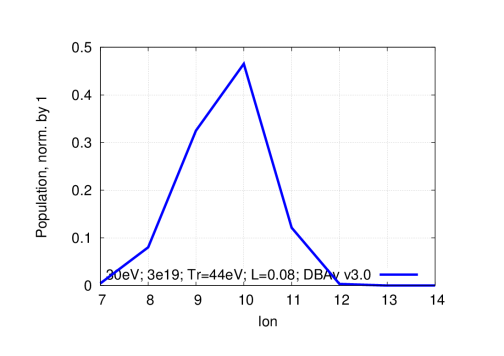 0.5
0.4
0.3
0.2
0.1
0
Population, norm. by 1
30eV; 3e19; Tr=44eV; L=0.08; DBAv v3.0
7 8 9 10 11 12 13 14
Ion